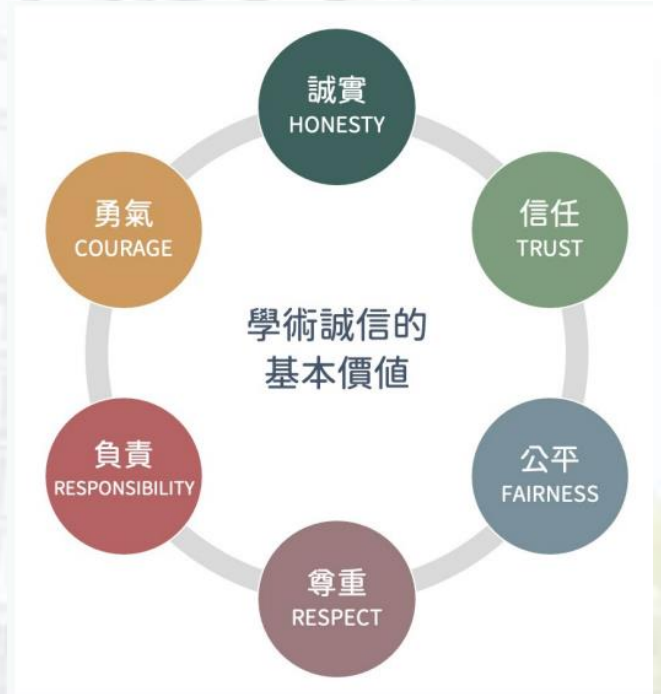 誠實
HONESTY
信任
TRUST
公平
FAIRNESS
尊重
RESPECT
負責
RESPONSIBILITY
勇氣
COURAGE
學術誠信的
基本價值